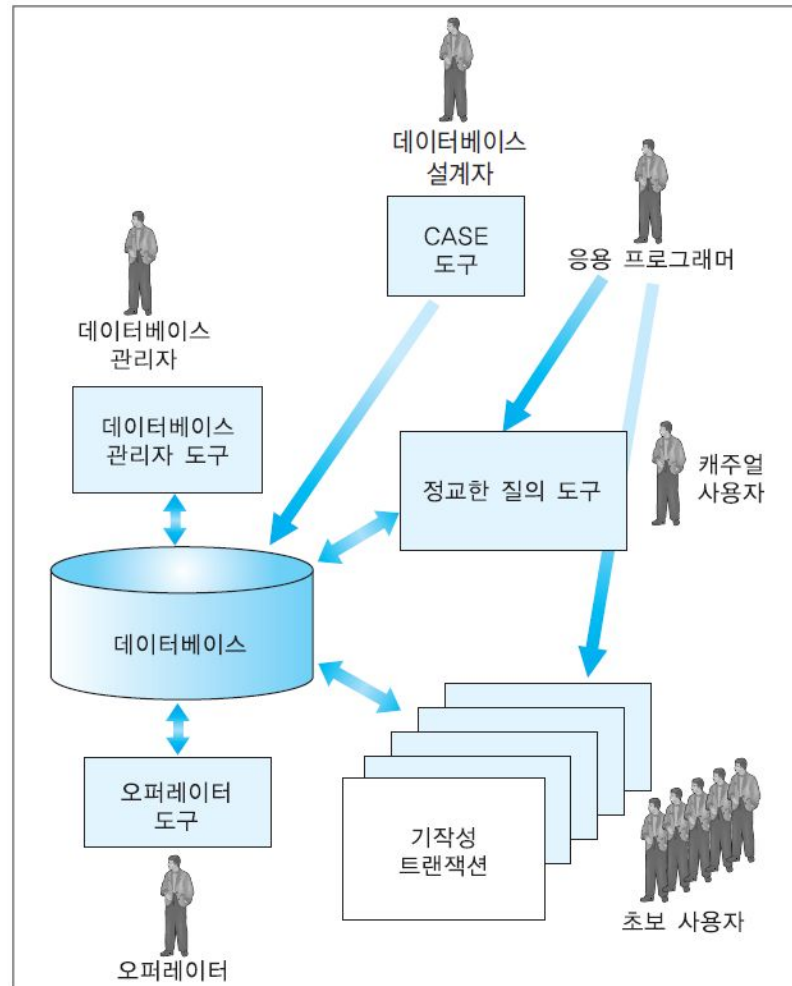 데이터베이스
설계자
CASE
도구
응용 프로그래머
데이터베이스
관리자
데이터베이스
관리자 도구
정교한 질의 도구
캐주얼
사용자
데이터베이스
오퍼레이터
도구
기작성
트랜잭션
초보 사용자
오퍼레이터